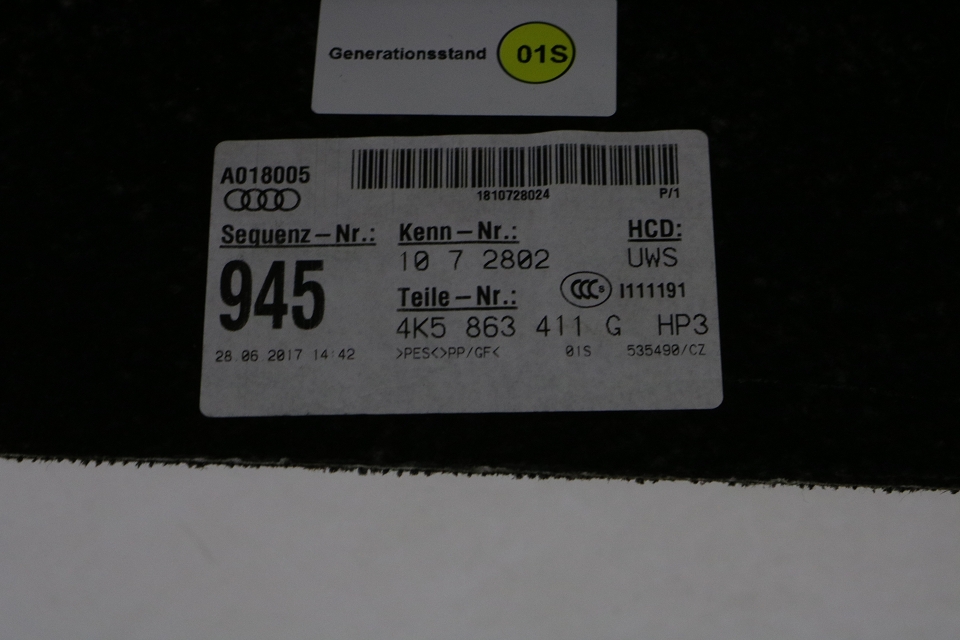 Generationsstand 01S
A018005
1810728024 P/1
Sequenz-Nr.: Kenn-Nr.: HCD:
945 10 7 2802 UWS
Teile-Nr.: CCC S I111191
4K5 863 411 G HP3
28.06.2017 14:42 >PES<>PP/GF< 01S 535490/CZ